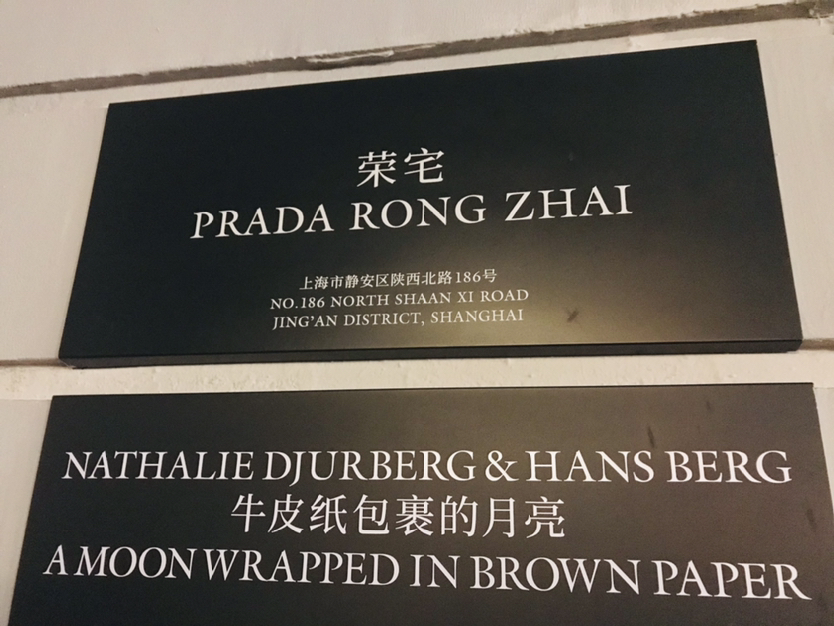 荣宅
PRADA RONG ZHAI
上海市静安区陕西北路186号
NO.186 NORTH SHAAN XI ROAD
JING'AN DISTRICT, SHANGHAI
NATHALIE DJURBERG & HANS BERG
牛皮纸包裹的月亮
A MOON WRAPPED IN BROWN PAPER